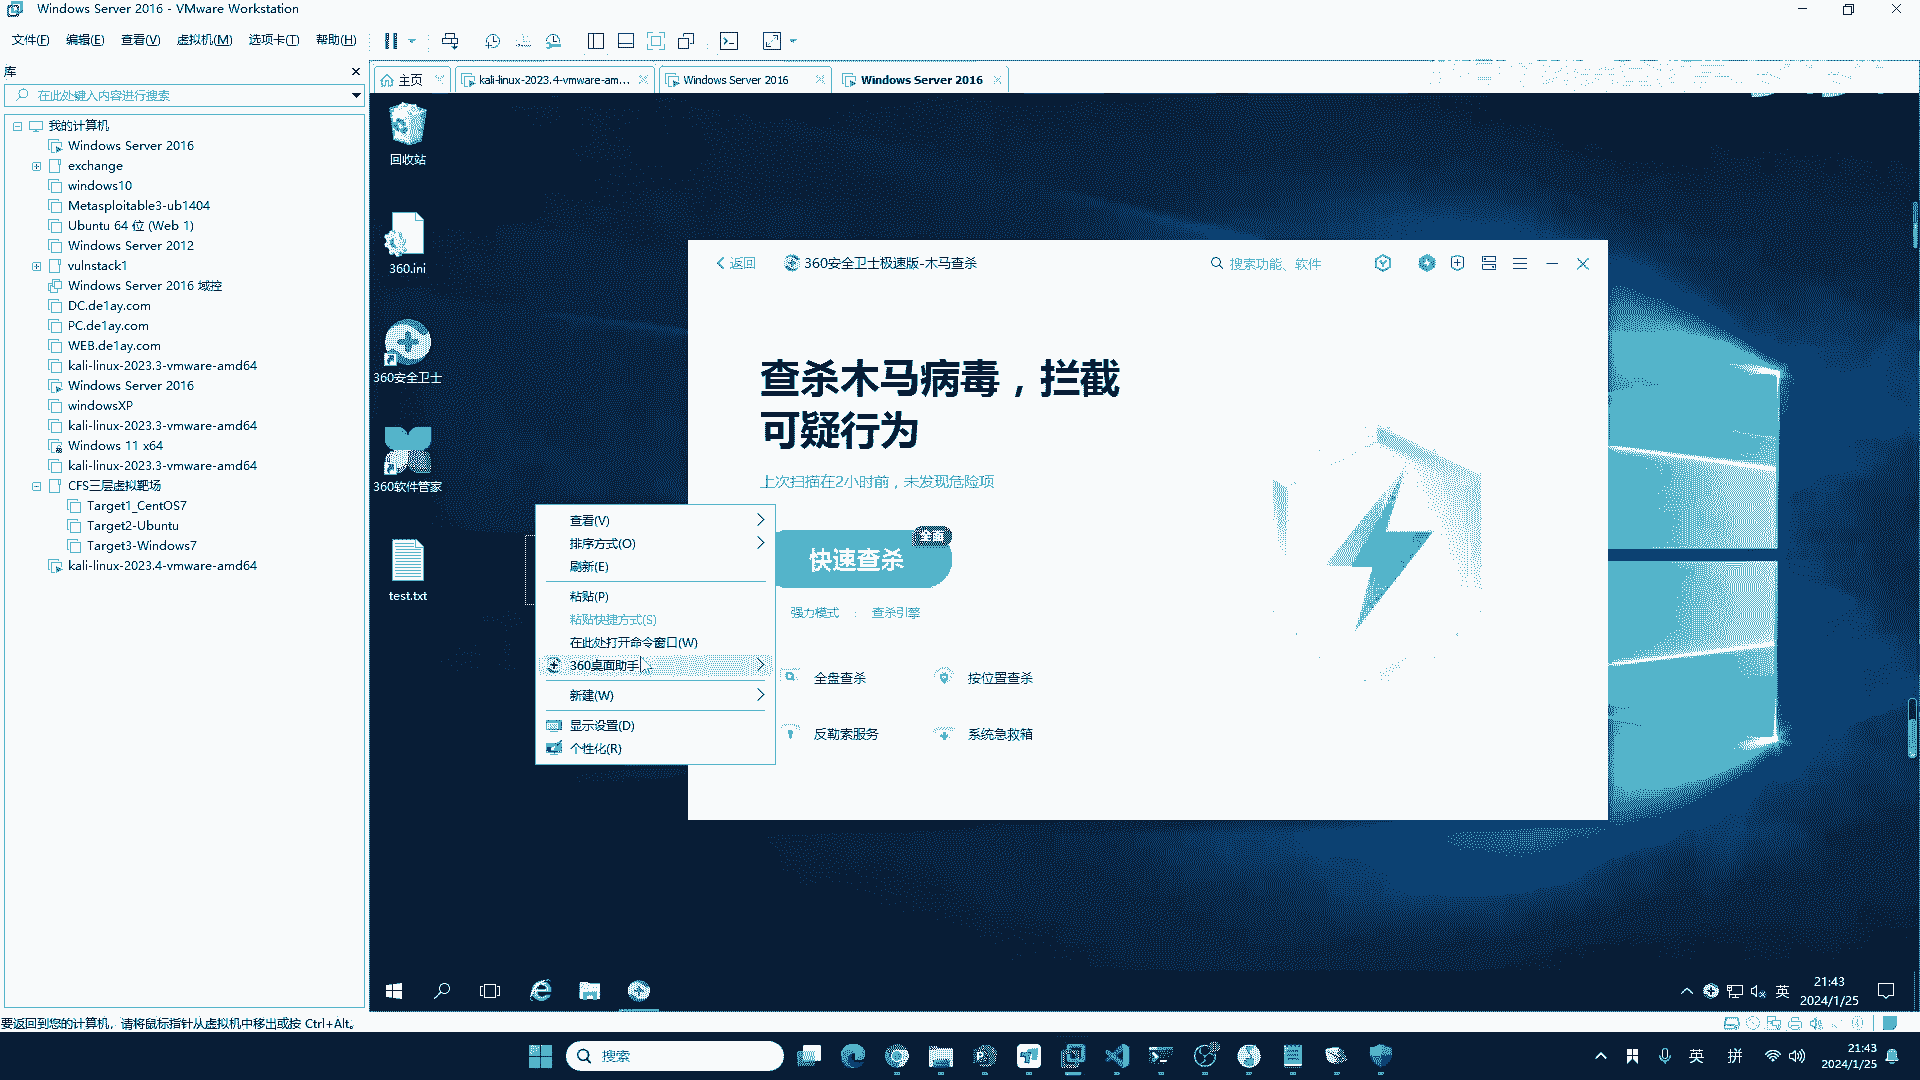 Windows Server 2016 - VMware Workstation
文件(F) 编辑(E) 查看(V) 虚拟机(M) 选项卡(T) 帮助(H)
库
在此处键入内容进行搜索
我的计算机
Windows Server 2016
exchange
windows10
Metasploitable3-ub1404
Ubuntu 64 位 (Web 1)
Windows Server 2012
vulnstack1
Windows Server 2016 域控
DC.de1ay.com
PC.de1ay.com
WEB.de1ay.com
kali-linux-2023.3-vmware-amd64
Windows Server 2016
windowsXP
kali-linux-2023.3-vmware-amd64
Windows 11 x64
kali-linux-2023.3-vmware-amd64
CFS三层虚拟靶场
Target1_CentOS7
Target2-Ubuntu
Target3-Windows7
kali-linux-2023.4-vmware-amd64
主页
kali-linux-2023.4-vmware-am...
Windows Server 2016
Windows Server 2016
回收站
360.ini
360安全卫士
360软件管家
test.txt
返回
360安全卫士极速版-木马查杀
搜索功能、软件
查杀木马病毒，拦截
可疑行为
上次扫描在2小时前，未发现危险项
快速查杀
全面
强力模式 : 查杀引擎
全盘查杀
按位置查杀
反勒索服务
系统急救箱
查看(V)
排序方式(O)
刷新(E)
粘贴(P)
粘贴快捷方式(S)
在此处打开命令窗口(W)
360桌面助手
新建(W)
显示设置(D)
个性化(R)
英
21:43
2024/1/25
要返回到您的计算机，请将鼠标指针从虚拟机中移出或按 Ctrl+Alt。
搜索
英
拼
21:43
2024/1/25